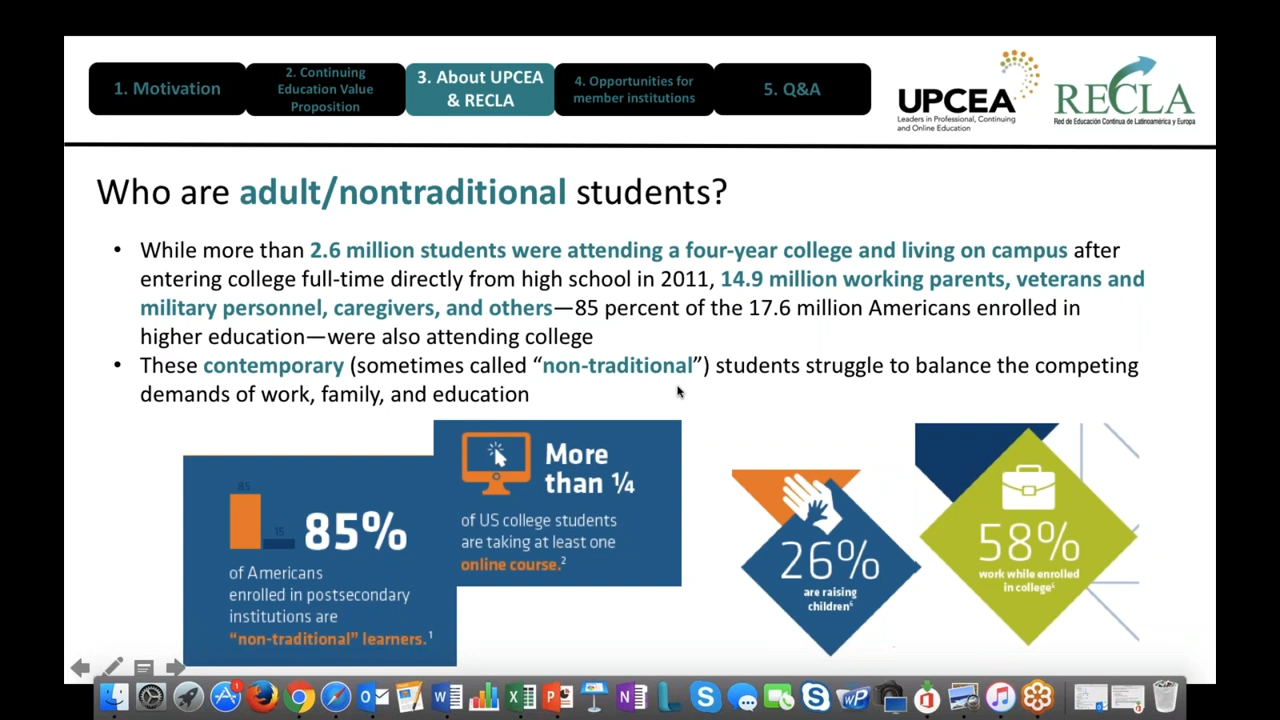 1. Motivation
2. Continuing
Education Value
Proposition
3. About UPCEA
& RECLA
4. Opportunities for
member institutions
5. Q&A
UPCEA
Leaders in Professional, Continuing
and Online Education
RECLA
Red de Educación Continua de Latinoamérica y Europa
Who are adult/nontraditional students?
• While more than 2.6 million students were attending a four-year college and living on campus after
entering college full-time directly from high school in 2011, 14.9 million working parents, veterans and
military personnel, caregivers, and others—85 percent of the 17.6 million Americans enrolled in
higher education—were also attending college
• These contemporary (sometimes called “non-traditional”) students struggle to balance the competing
demands of work, family, and education
85
15
85%
of Americans
enrolled in postsecondary
institutions are
“non-traditional” learners.1
More
than ¼
of US college students
are taking at least one
online course.2
26%
are raising
children
58%
work while enrolled
in college